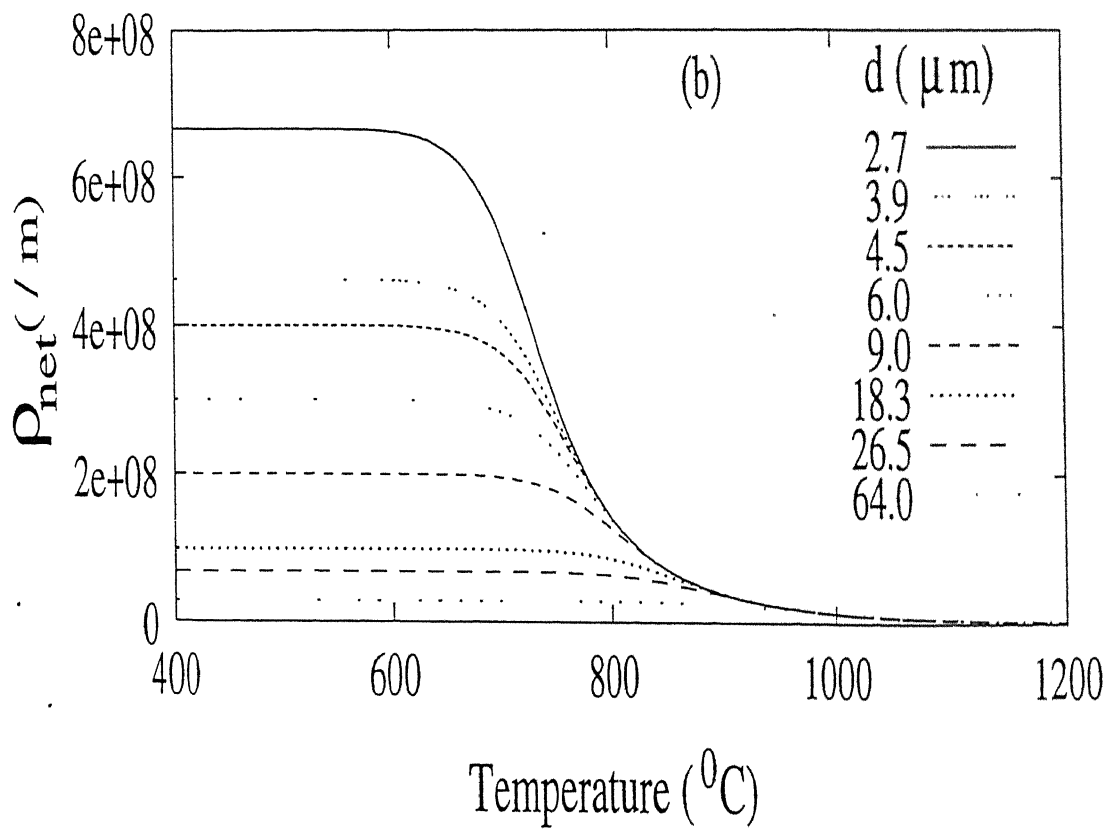 8e+08
6e+08
4e+08
2e+08
0
ρnet( / m)
(b)
d ( μm)
2.7
3.9
4.5
6.0
9.0
18.3
26.5
64.0
400 600 800 1000 1200
Temperature ( 0C)